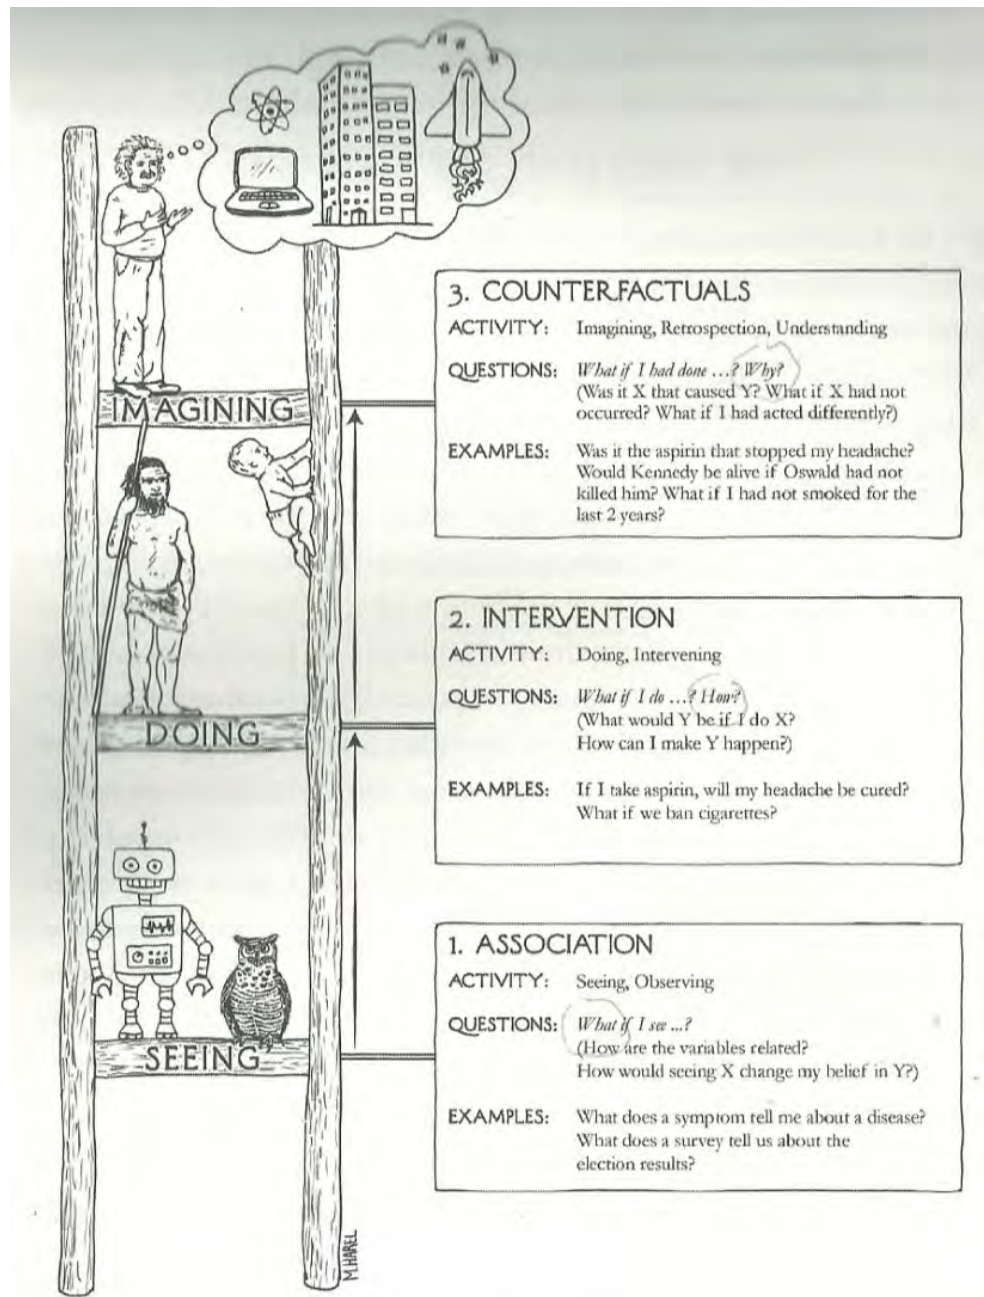 IMAGINING
DOING
SEEING
M.HAREL
3. COUNTERFACTUALS
ACTIVITY: Imagining, Retrospection, Understanding
QUESTIONS: What if I had done ...? Why?
(Was it X that caused Y? What if X had not
occurred? What if I had acted differently?)
EXAMPLES: Was it the aspirin that stopped my headache?
Would Kennedy be alive if Oswald had not
killed him? What if I had not smoked for the
last 2 years?
2. INTERVENTION
ACTIVITY: Doing, Intervening
QUESTIONS: What if I do ...? How?
(What would Y be if I do X?
How can I make Y happen?)
EXAMPLES: If I take aspirin, will my headache be cured?
What if we ban cigarettes?
1. ASSOCIATION
ACTIVITY: Seeing, Observing
QUESTIONS: What if I see ...?
(How are the variables related?
How would seeing X change my belief in Y?)
EXAMPLES: What does a symptom tell me about a disease?
What does a survey tell us about the
election results?